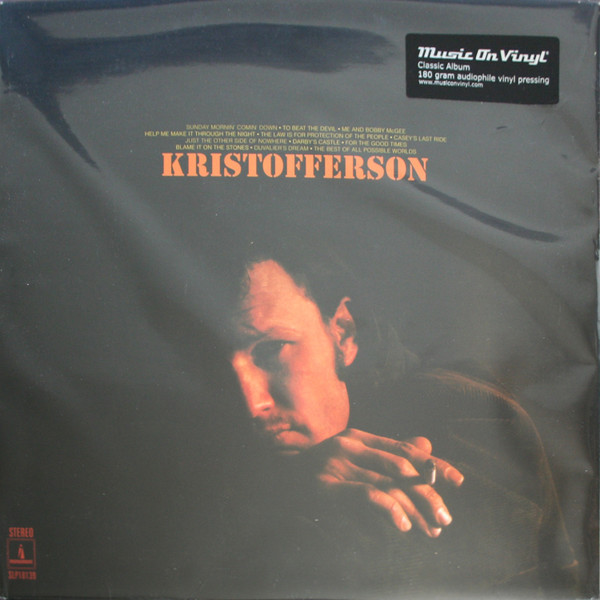 Music On Vinyl
Classic Album
180 gram audiophile vinyl pressing
www.musiconvinyl.com
SUNDAY MORNIN' COMIN' DOWN • TO BEAT THE DEVIL • ME AND BOBBY McGEE
HELP ME MAKE IT THROUGH THE NIGHT • THE LAW IS FOR PROTECTION OF THE PEOPLE • CASEY'S LAST RIDE
JUST THE OTHER SIDE OF NOWHERE • DARBY'S CASTLE • FOR THE GOOD TIMES
BLAME IT ON THE STONES • DUVALIER'S DREAM • THE BEST OF ALL POSSIBLE WORLDS
KRISTOFFERSON
STEREO